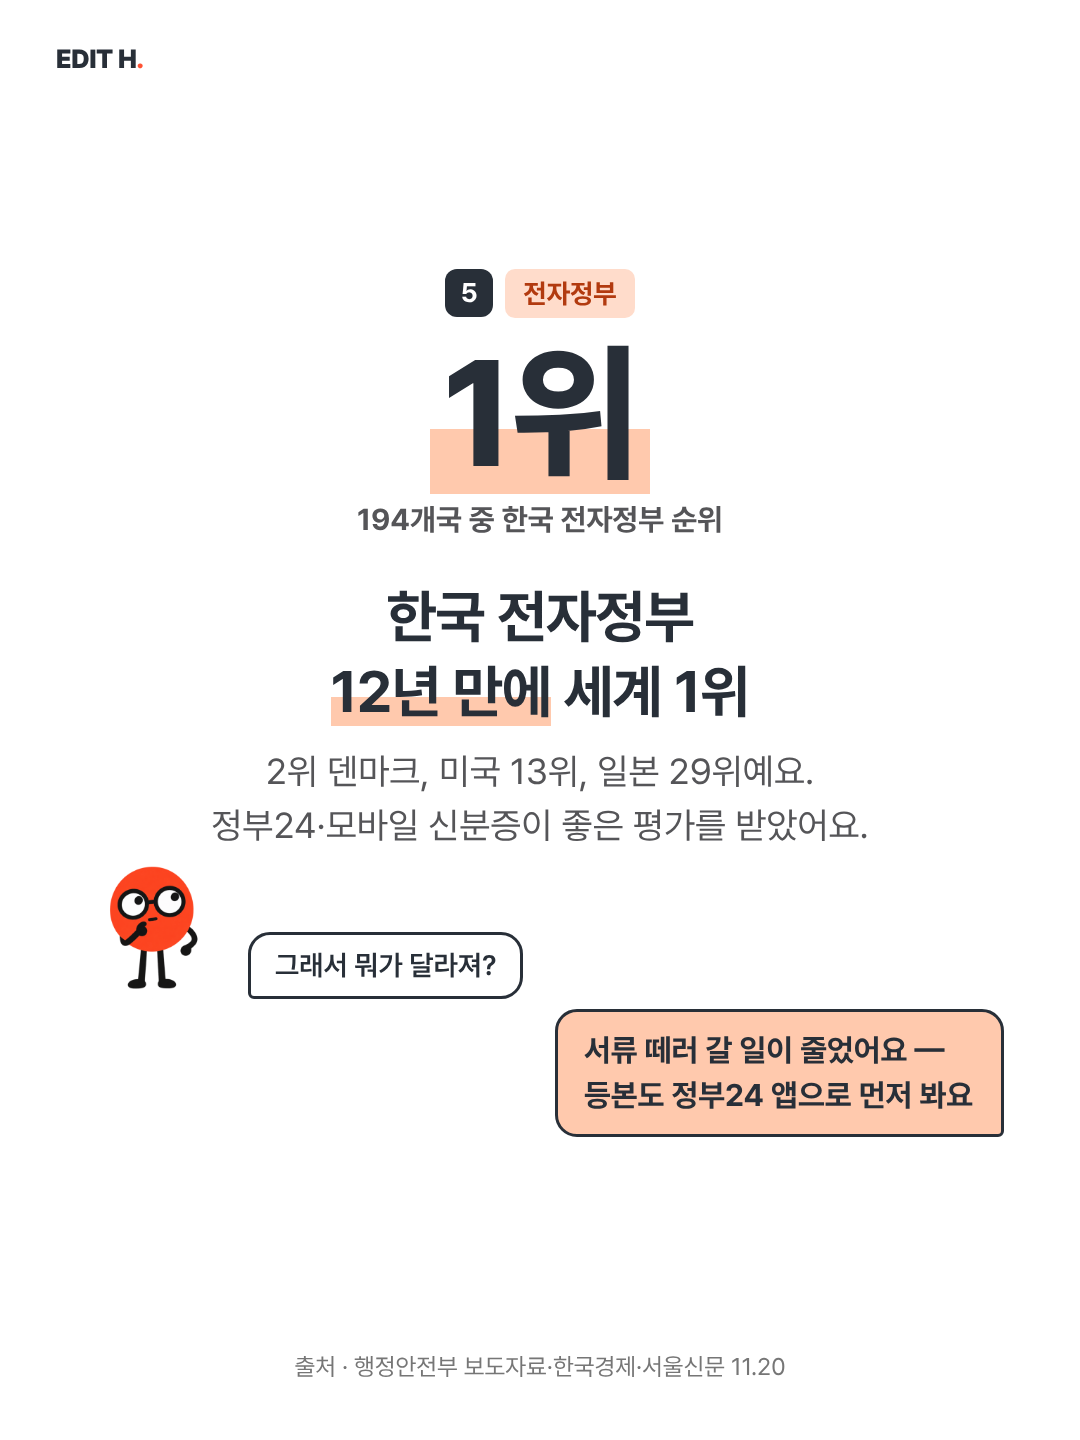 EDIT H.
5 전자정부
1위
194개국 중 한국 전자정부 순위
한국 전자정부
12년 만에 세계 1위
2위 덴마크, 미국 13위, 일본 29위예요.
정부24·모바일 신분증이 좋은 평가를 받았어요.
그래서 뭐가 달라져?
서류 떼러 갈 일이 줄었어요 —
등본도 정부24 앱으로 먼저 봐요
출처 · 행정안전부 보도자료·한국경제·서울신문 11.20